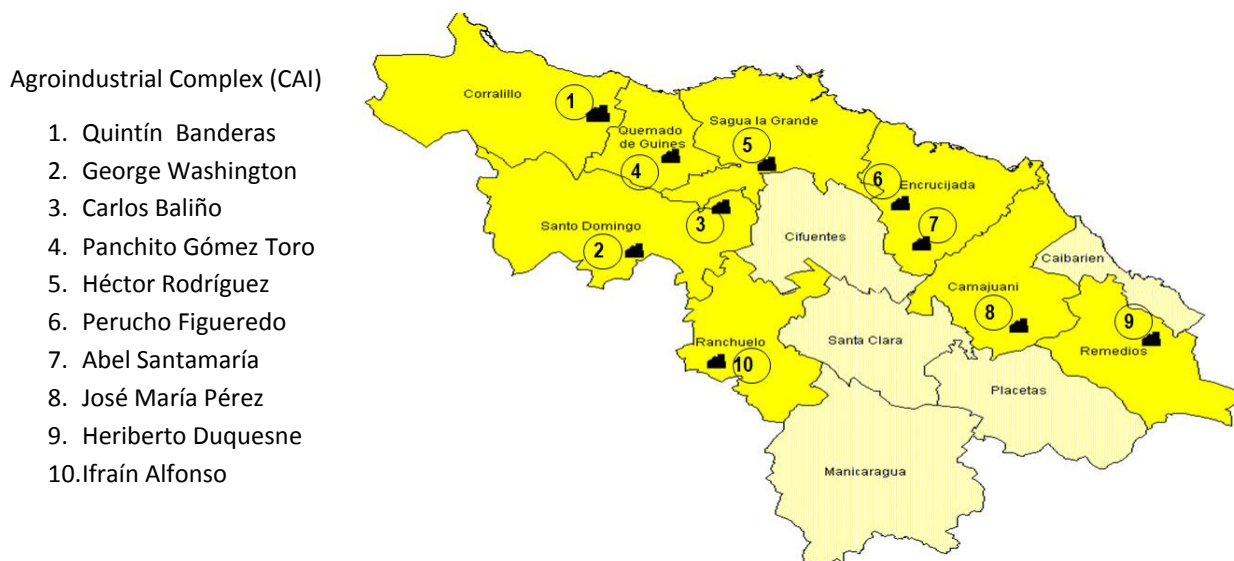 Agroindustrial Complex (CAI)
1. Quintín Banderas
2. George Washington
3. Carlos Baliño
4. Panchito Gómez Toro
5. Héctor Rodríguez
6. Perucho Figueredo
7. Abel Santamaría
8. José María Pérez
9. Heriberto Duquesne
10.Ifraín Alfonso
Corralillo
1
Quemado
de Guines
4
Sagua la Grande
5
6
Encrucijada
7
Santo Domingo
2
3
Cifuentes
Caibarien
Camajuani
8
9
Remedios
Ranchuelo
10
Santa Clara
Placetas
Manicaragua